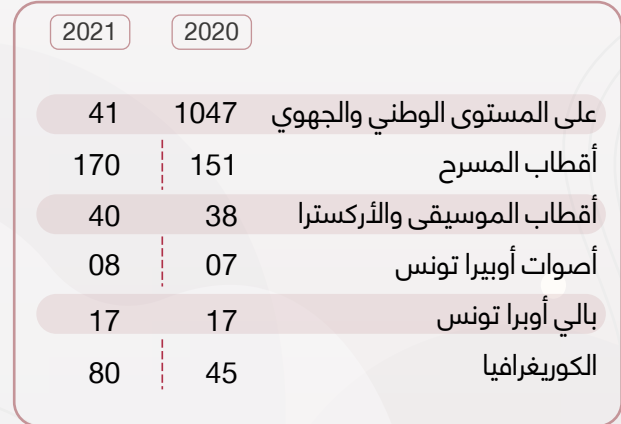 2020 2021
على المستوى الوطني والجهوي 1047 41
أقطاب المسرح 151 170
أقطاب الموسيقى والأركسترا 38 40
أصوات أوبيرا تونس 07 08
بالي أوبرا تونس 17 17
الكوريغرافيا 45 80